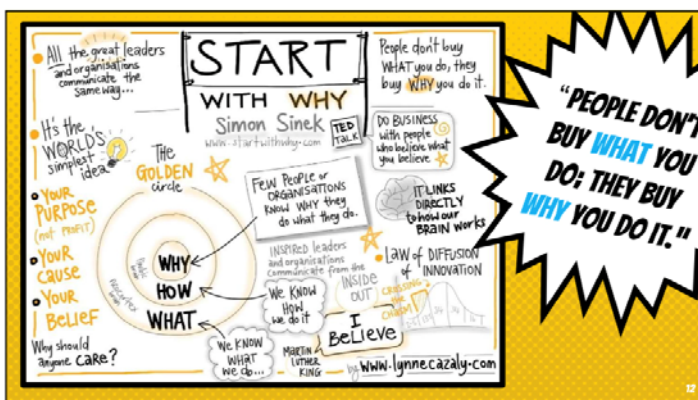 All the great leaders
and organisations
communicate the
same way...
START
WITH WHY
Simon Sinek
TED
TALK
www.startwithwhy.com
People don't buy
WHAT you do, they
buy WHY you do it.
DO BUSINESS
with people
who believe what
you believe
It's the
WORLD'S
simplest
idea
The
GOLDEN
circle
FEW PEOPLE or
ORGANISATIONS
KNOW WHY they
do what they do.
IT LINKS
DIRECTLY
to how our
BRAIN works
• YOUR
PURPOSE
(not PROFIT)
• YOUR
CAUSE
• YOUR
BELIEF
Why should
anyone CARE?
WHY
HOW
WHAT
INSPIRED leaders
and organisations
communicate from the
INSIDE
OUT
We KNOW
HOW
we do it
We KNOW
WHAT
we do...
LAW of DIFFUSION
of INNOVATION
CROSSING
the
CHASM
I
BELIEVE
MARTIN
LUTHER
KING
by www.lynnecazaly.com
"PEOPLE DON'T
BUY WHAT YOU
DO; THEY BUY
WHY YOU DO IT."
12